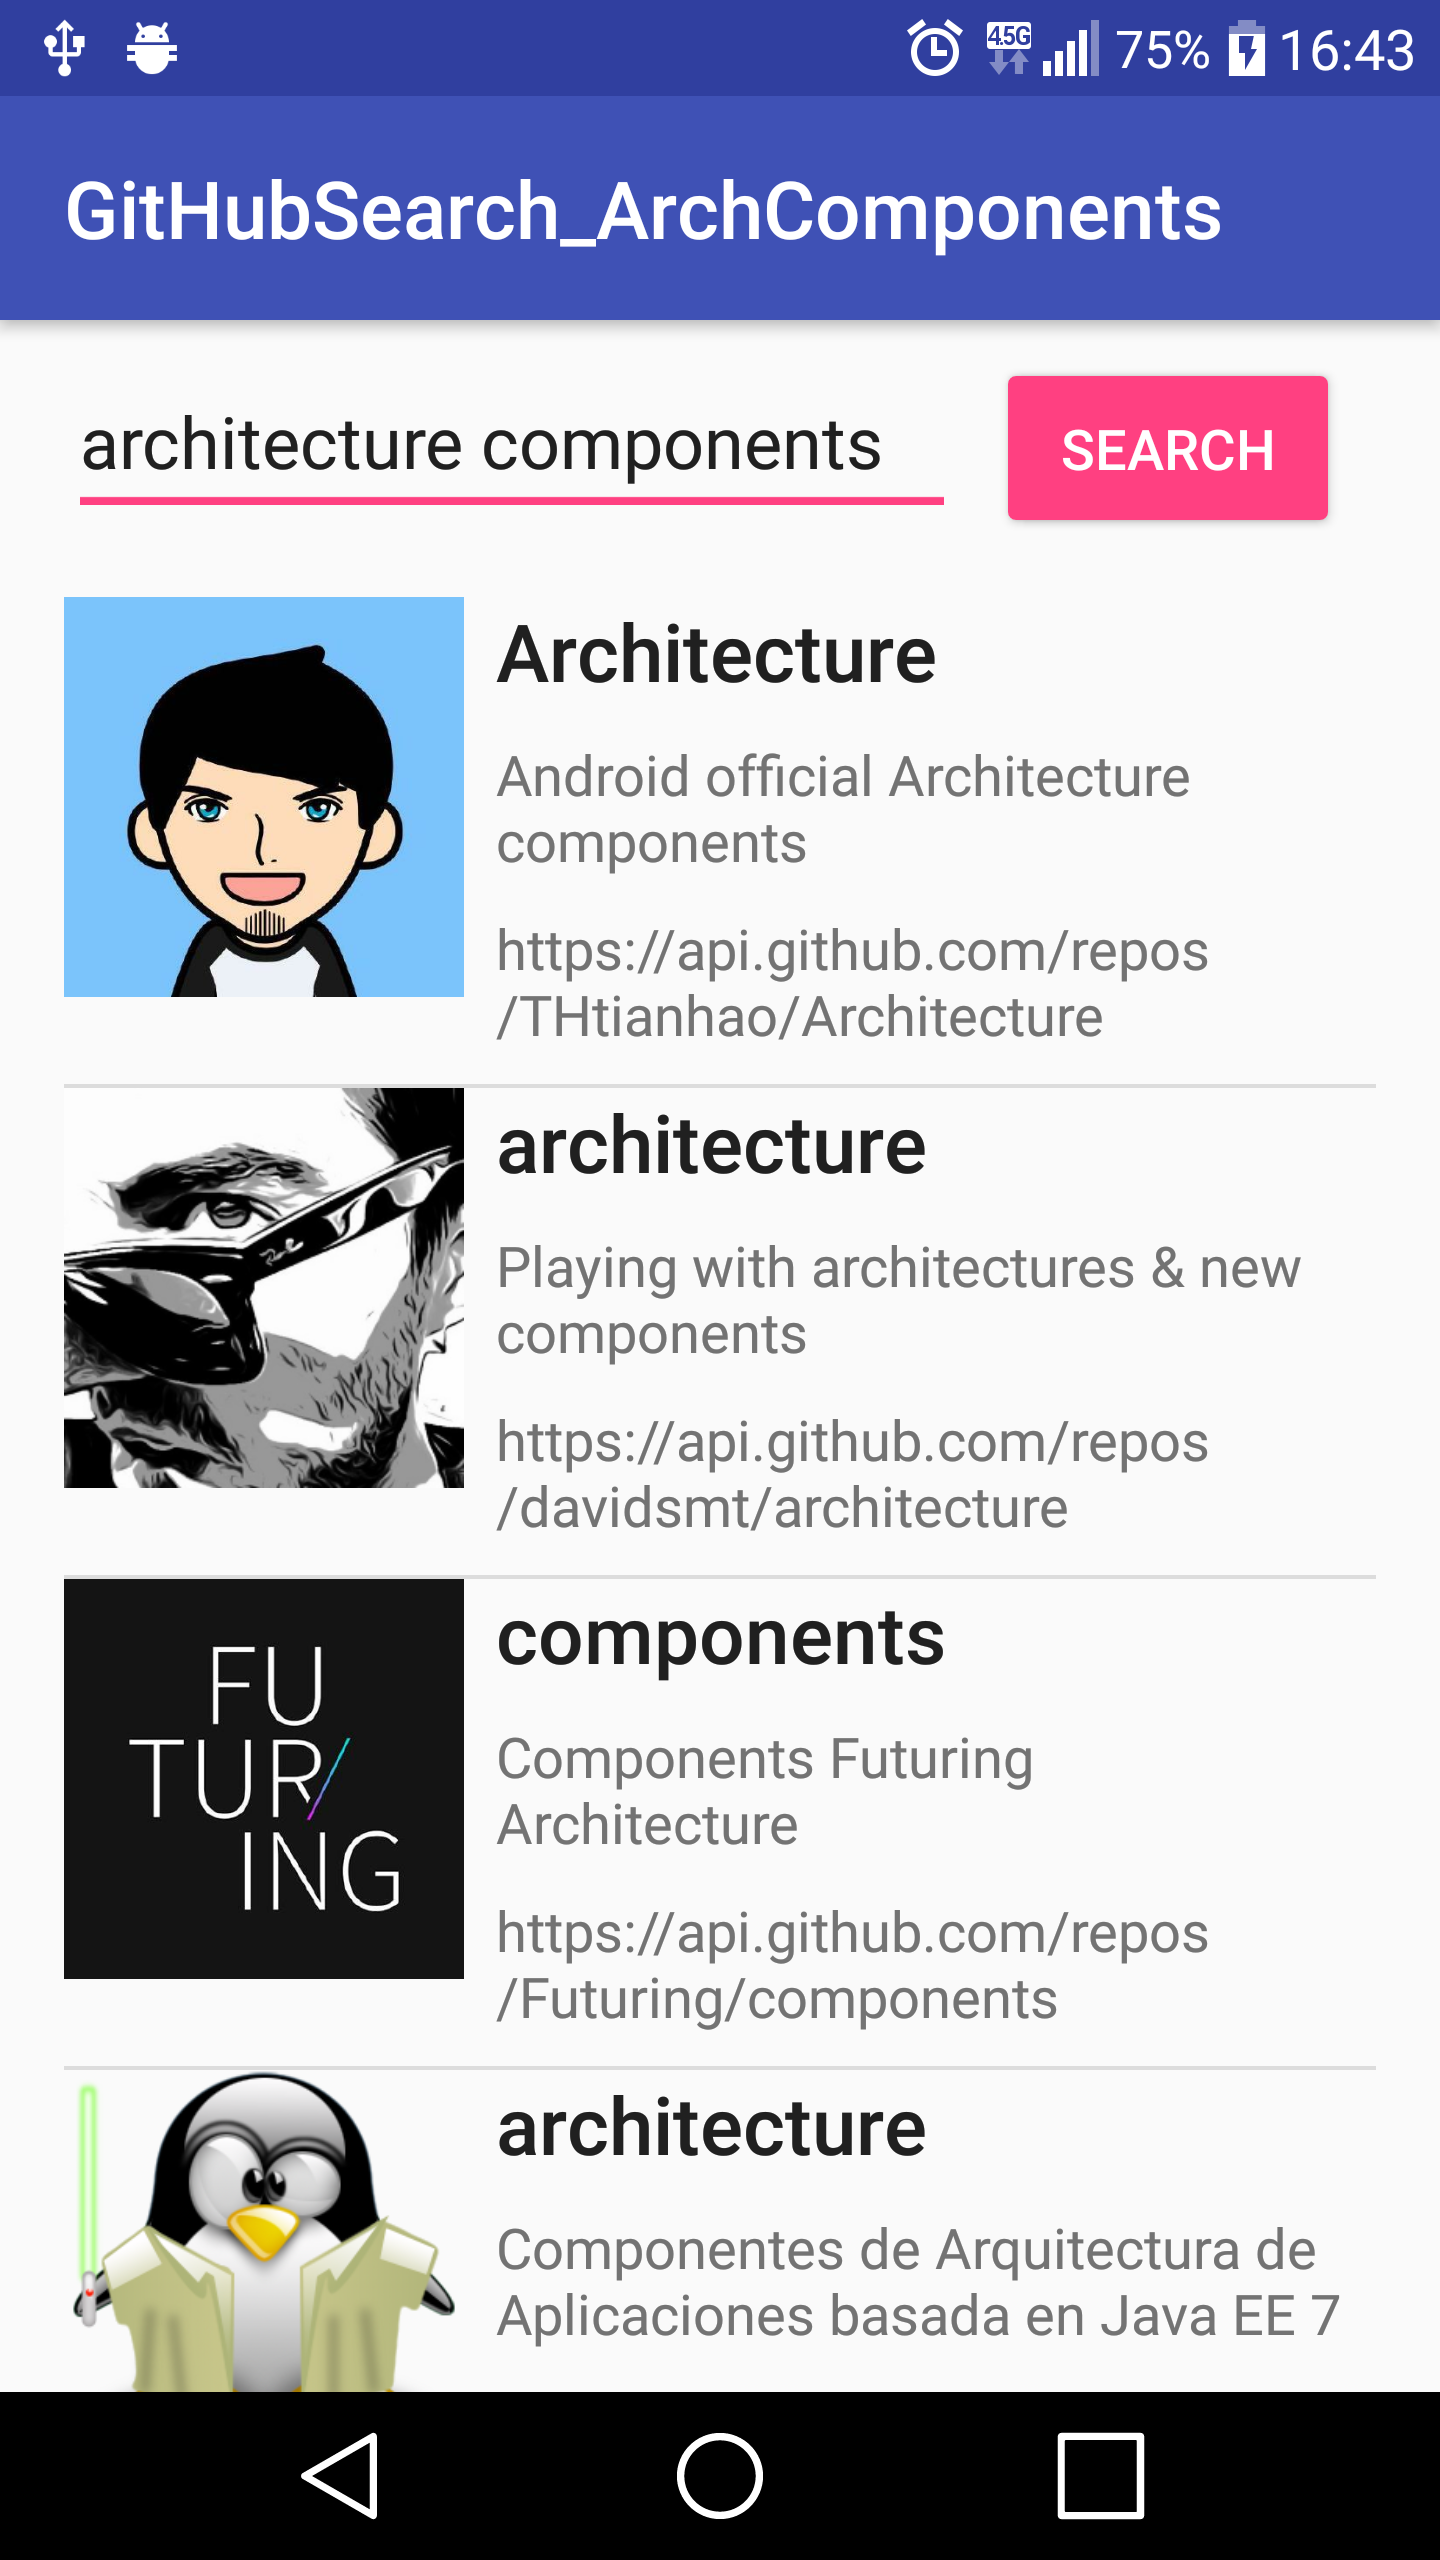 4.5G 75% 16:43
GitHubSearch_ArchComponents
architecture components
SEARCH
Architecture
Android official Architecture
components
https://api.github.com/repos
/THtianhao/Architecture
architecture
Playing with architectures & new
components
https://api.github.com/repos
/davidsmt/architecture
FU
TUR/
ING
components
Components Futuring
Architecture
https://api.github.com/repos
/Futuring/components
architecture
Componentes de Arquitectura de
Aplicaciones basada en Java EE 7